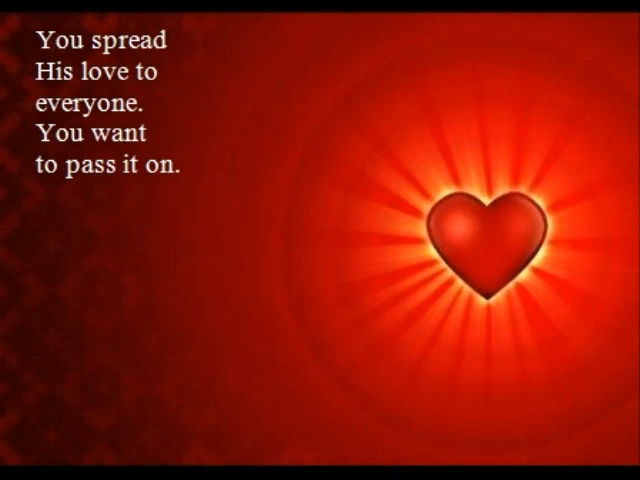 You spread
His love to
everyone.
You want
to pass it on.